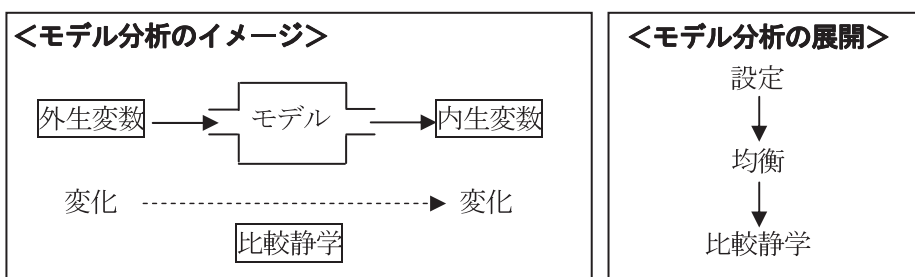 ＜モデル分析のイメージ＞
外生変数
モデル
内生変数
変化
変化
比較静学
＜モデル分析の展開＞
設定
均衡
比較静学